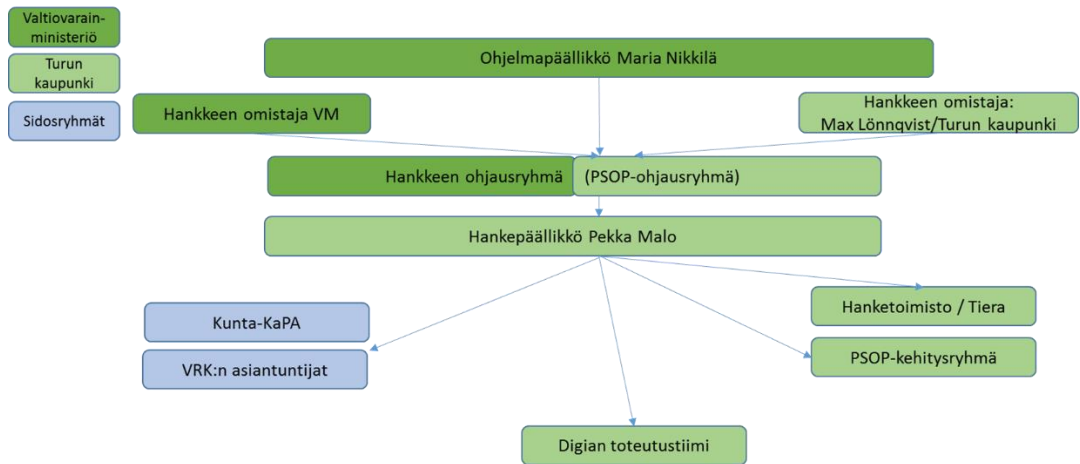 Valtiovarain-
ministeriö
Turun
kaupunki
Sidosryhmät
Ohjelmapäällikkö Maria Nikkilä
Hankkeen omistaja VM
Hankkeen omistaja:
Max Lönnqvist/Turun kaupunki
Hankkeen ohjausryhmä
(PSOP-ohjausryhmä)
Hankepäällikkö Pekka Malo
Kunta-KaPA
VRK:n asiantuntijat
Hanketoimisto / Tiera
PSOP-kehitysryhmä
Digian toteutustiimi